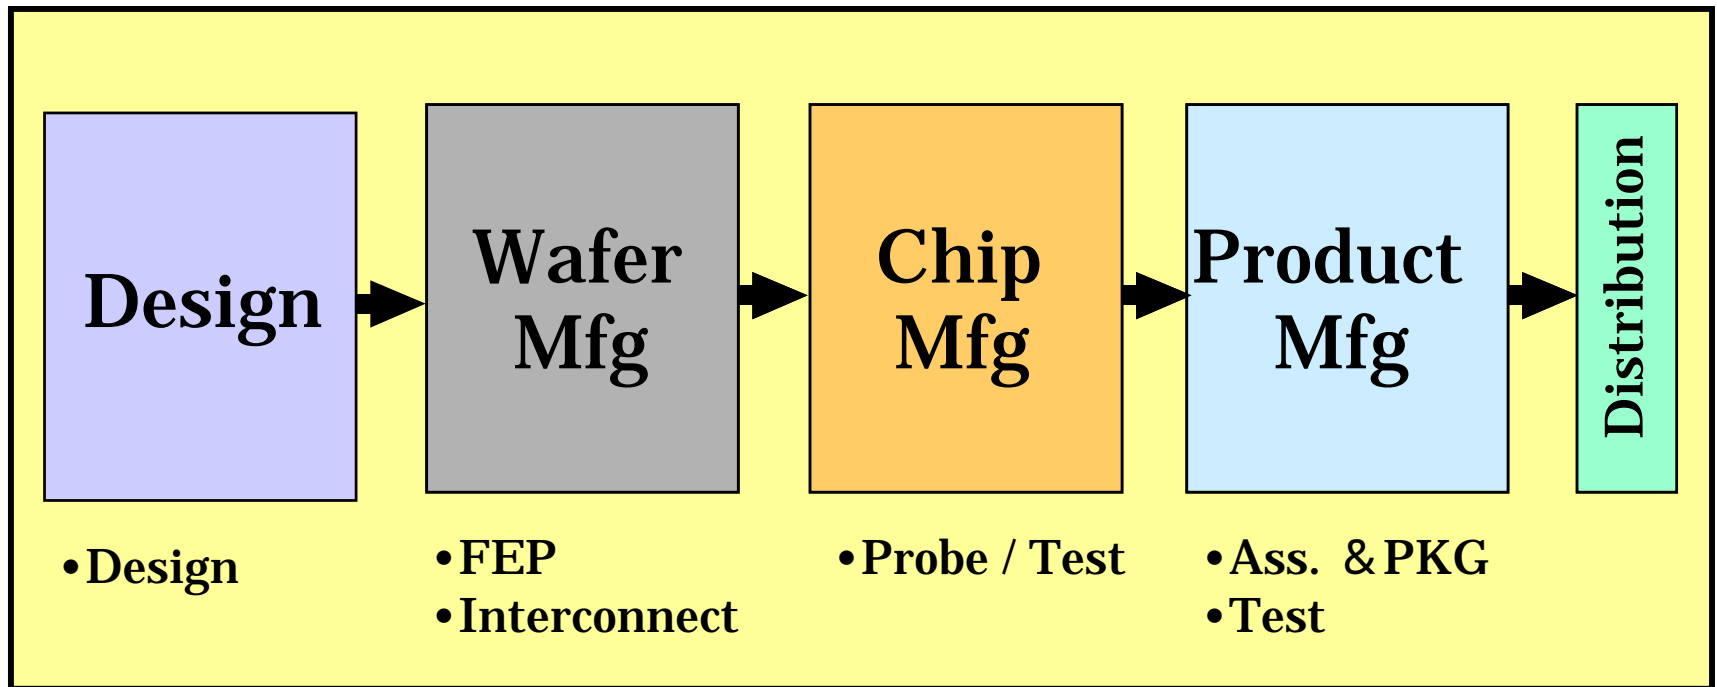 Design
Wafer
Mfg
Chip
Mfg
Product
Mfg
Distribution
•Design
•FEP
•Interconnect
•Probe / Test
•Ass. & PKG
•Test